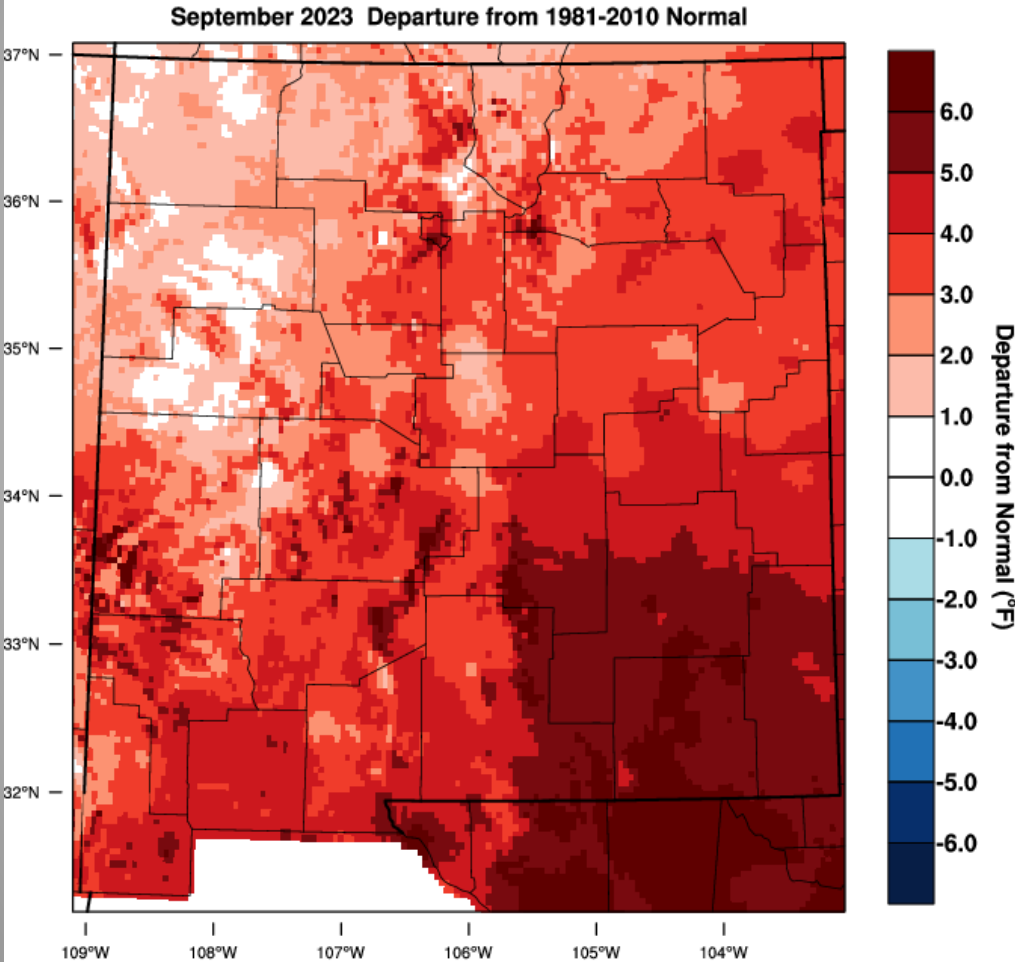 September 2023 Departure from 1981-2010 Normal
37°N
36°N
35°N
34°N
33°N
32°N
109°W
108°W
107°W
106°W
105°W
104°W
6.0
5.0
4.0
3.0
2.0
1.0
0.0
-1.0
-2.0
-3.0
-4.0
-5.0
-6.0
Departure from Normal (°F)